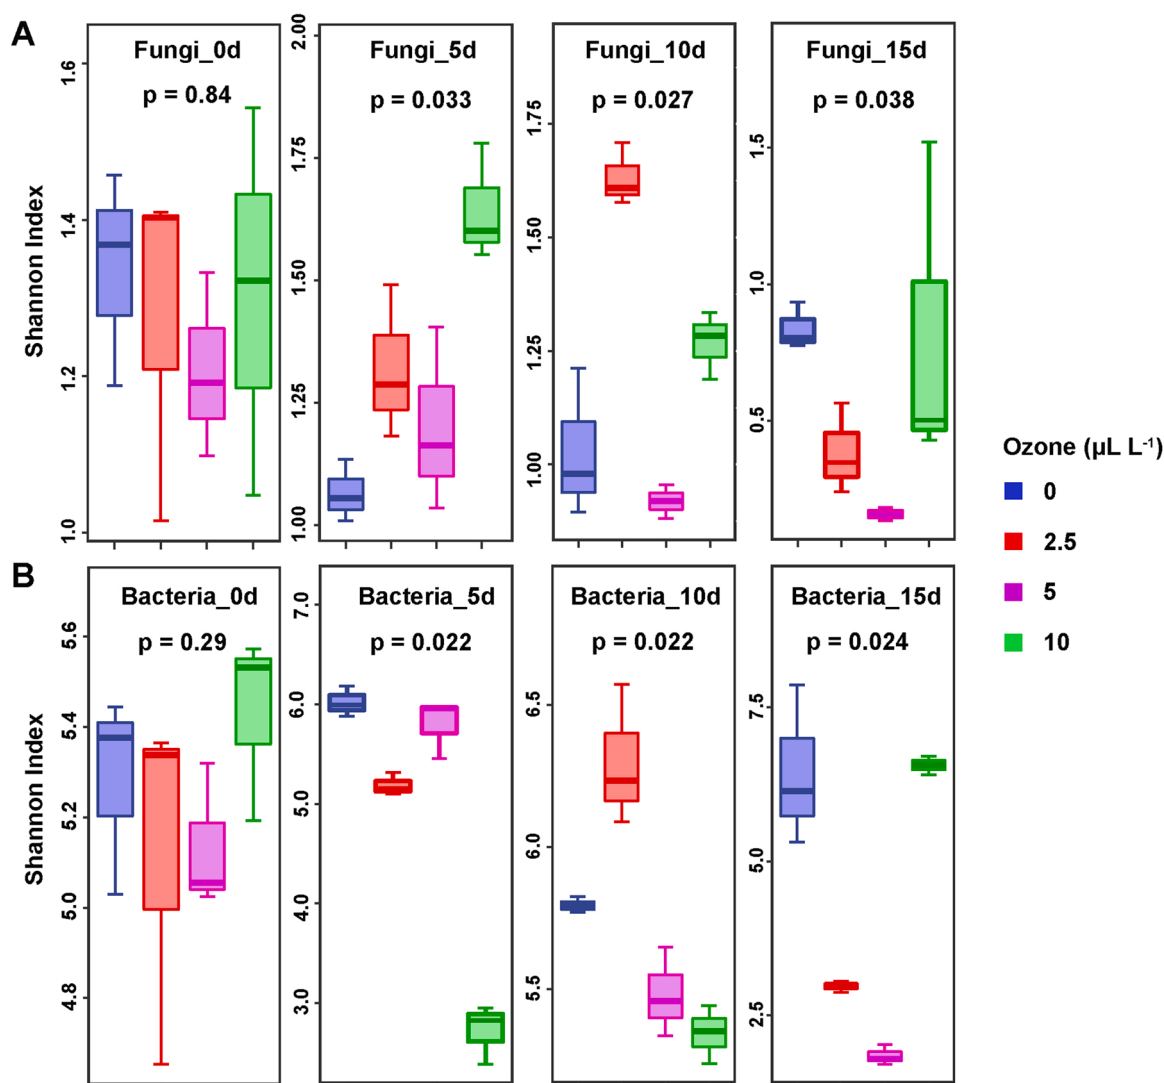 A
Fungi_0d
p = 0.84
Shannon Index
1.6
1.4
1.2
1.0
Fungi_5d
p = 0.033
2.00
1.75
1.50
1.25
1.00
Fungi_10d
p = 0.027
1.75
1.50
1.25
1.00
Fungi_15d
p = 0.038
1.5
1.0
0.5
Ozone (µL L⁻¹)
0
2.5
5
10
B
Bacteria_0d
p = 0.29
Shannon Index
5.6
5.4
5.2
5.0
4.8
Bacteria_5d
p = 0.022
7.0
6.0
5.0
4.0
3.0
Bacteria_10d
p = 0.022
6.5
6.0
5.5
Bacteria_15d
p = 0.024
7.5
5.0
2.5